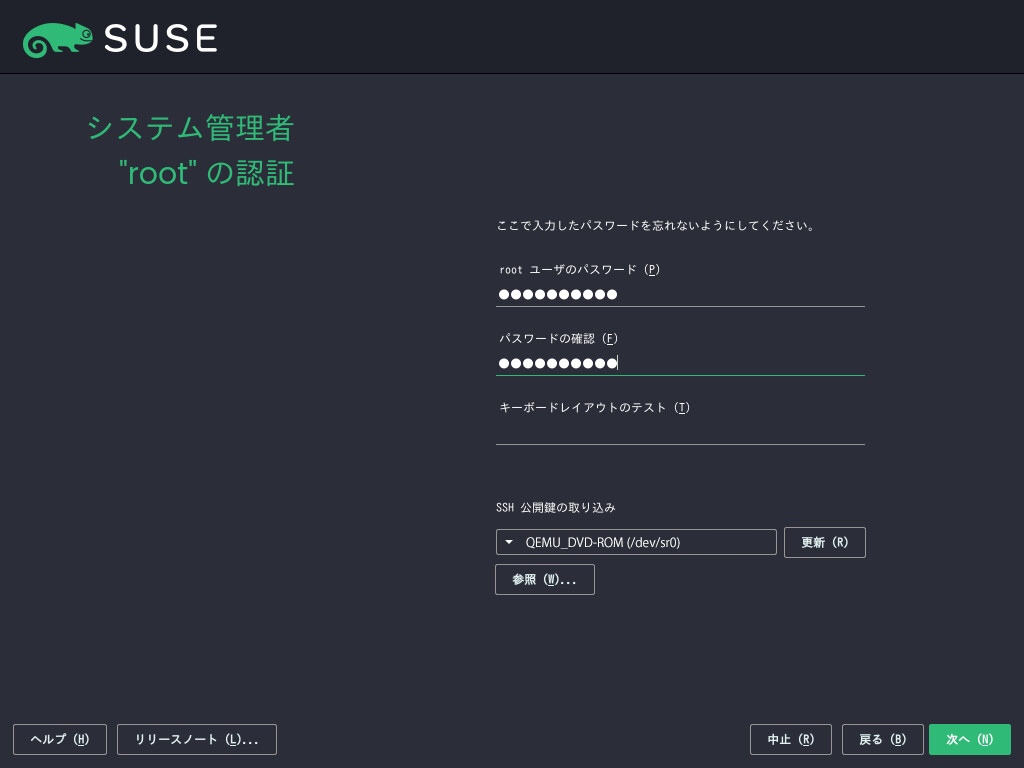 SUSE
システム管理者
"root" の認証
ここで入力したパスワードを忘れないようにしてください。
root ユーザのパスワード (P)
●●●●●●●●●●
パスワードの確認 (F)
●●●●●●●●●●
キーボードレイアウトのテスト (T)
SSH 公開鍵の取り込み
QEMU_DVD-ROM (/dev/sr0)
更新 (R)
参照 (W)...
ヘルプ (H)
リリースノート (L)...
中止 (R)
戻る (B)
次へ (N)